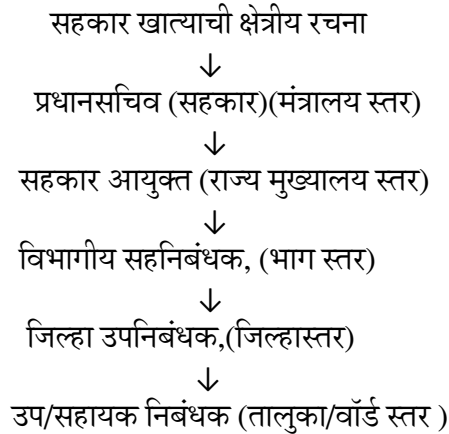 सहकार खात्याची क्षेत्रीय रचना
↓
प्रधानसचिव (सहकार)(मंत्रालय स्तर)
↓
सहकार आयुक्त (राज्य मुख्यालय स्तर)
↓
विभागीय सहनिबंधक, (भाग स्तर)
↓
जिल्हा उपनिबंधक,(जिल्हास्तर)
↓
उप/सहायक निबंधक (तालुका/वॉर्ड स्तर )